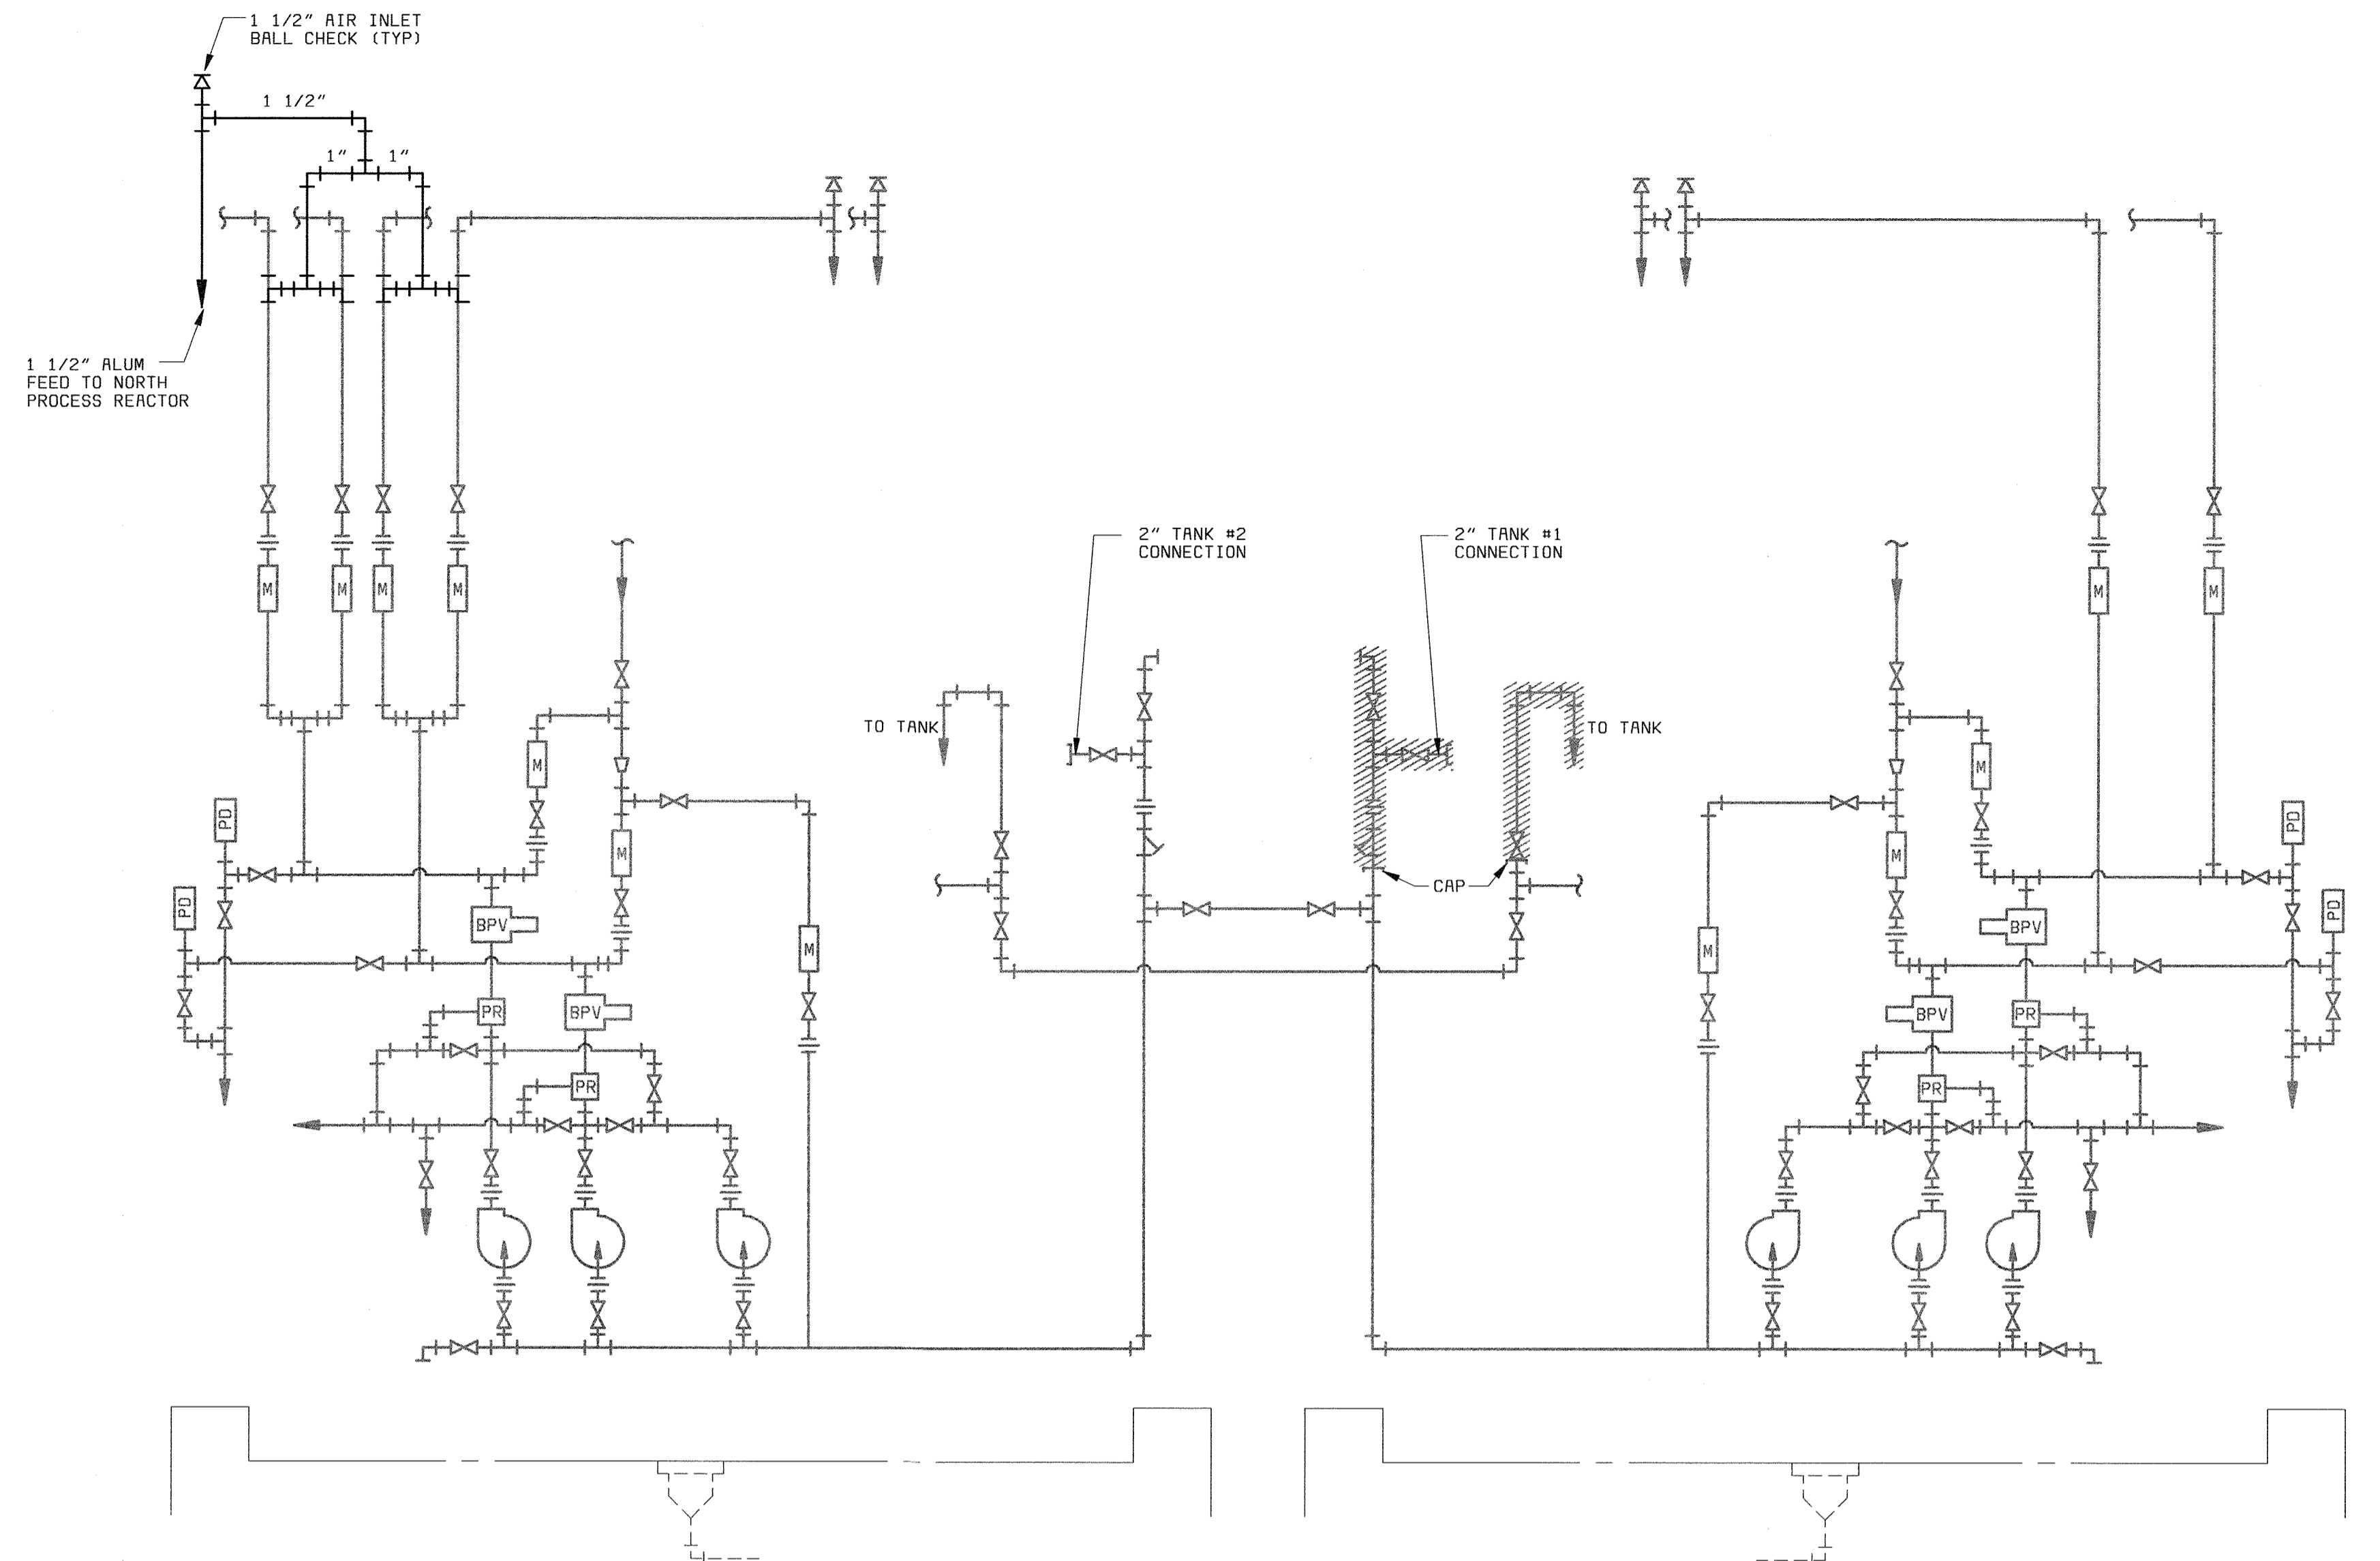 1 1/2" AIR INLET
BALL CHECK (TYP)
1 1/2"
1" 1"
1 1/2" ALUM
FEED TO NORTH
PROCESS REACTOR
2" TANK #2
CONNECTION
2" TANK #1
CONNECTION
M M M M
M M
TO TANK
TO TANK
M
M
PD
PD
M
M
CAP
PD
PD
BPV
BPV
M
M
PR
BPV
BPV
PR
PR
PR